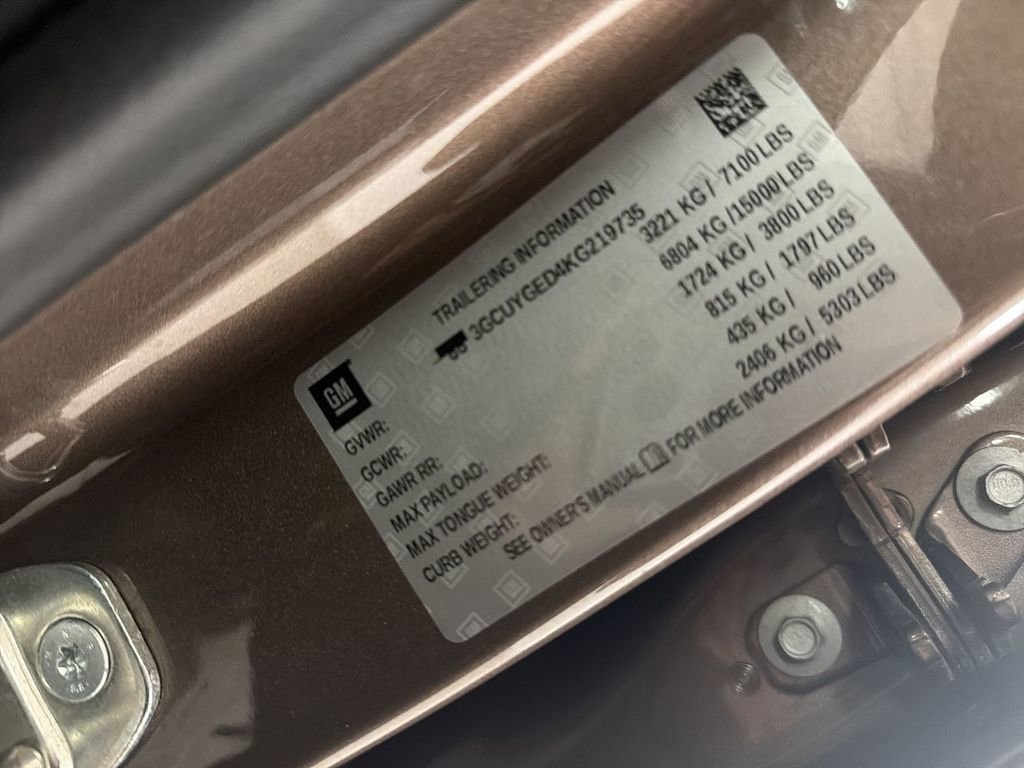 TRAILERING INFORMATION
3GCUYGED4KG219735
GM
GVWR: 3221 KG / 7100 LBS
GCWR: 6804 KG / 15000 LBS
GAWR RR: 1724 KG / 3800 LBS
MAX PAYLOAD: 815 KG / 1797 LBS
MAX TONGUE WEIGHT: 435 KG / 960 LBS
CURB WEIGHT: 2406 KG / 5303 LBS
SEE OWNER'S MANUAL FOR MORE INFORMATION